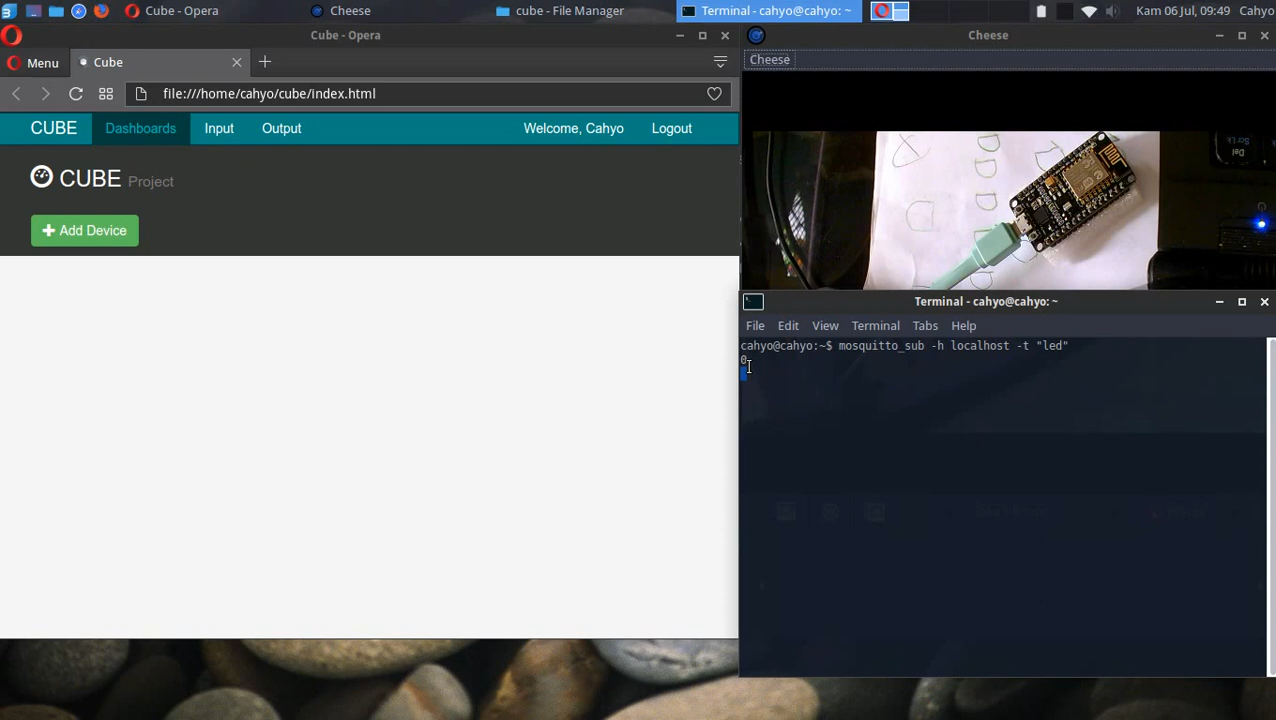 Cube - Opera
Cheese
cube - File Manager
Terminal - cahyo@cahyo: ~
Kam 06 Jul, 09:49
Cahyo
Cube - Opera
Menu
Cube
file:///home/cahyo/cube/index.html
CUBE
Dashboards
Input
Output
Welcome, Cahyo
Logout
CUBE Project
Add Device
Cheese
Cheese
D
D D
D
Del
Terminal - cahyo@cahyo: ~
File Edit View Terminal Tabs Help
cahyo@cahyo:~$ mosquitto_sub -h localhost -t "led"
0